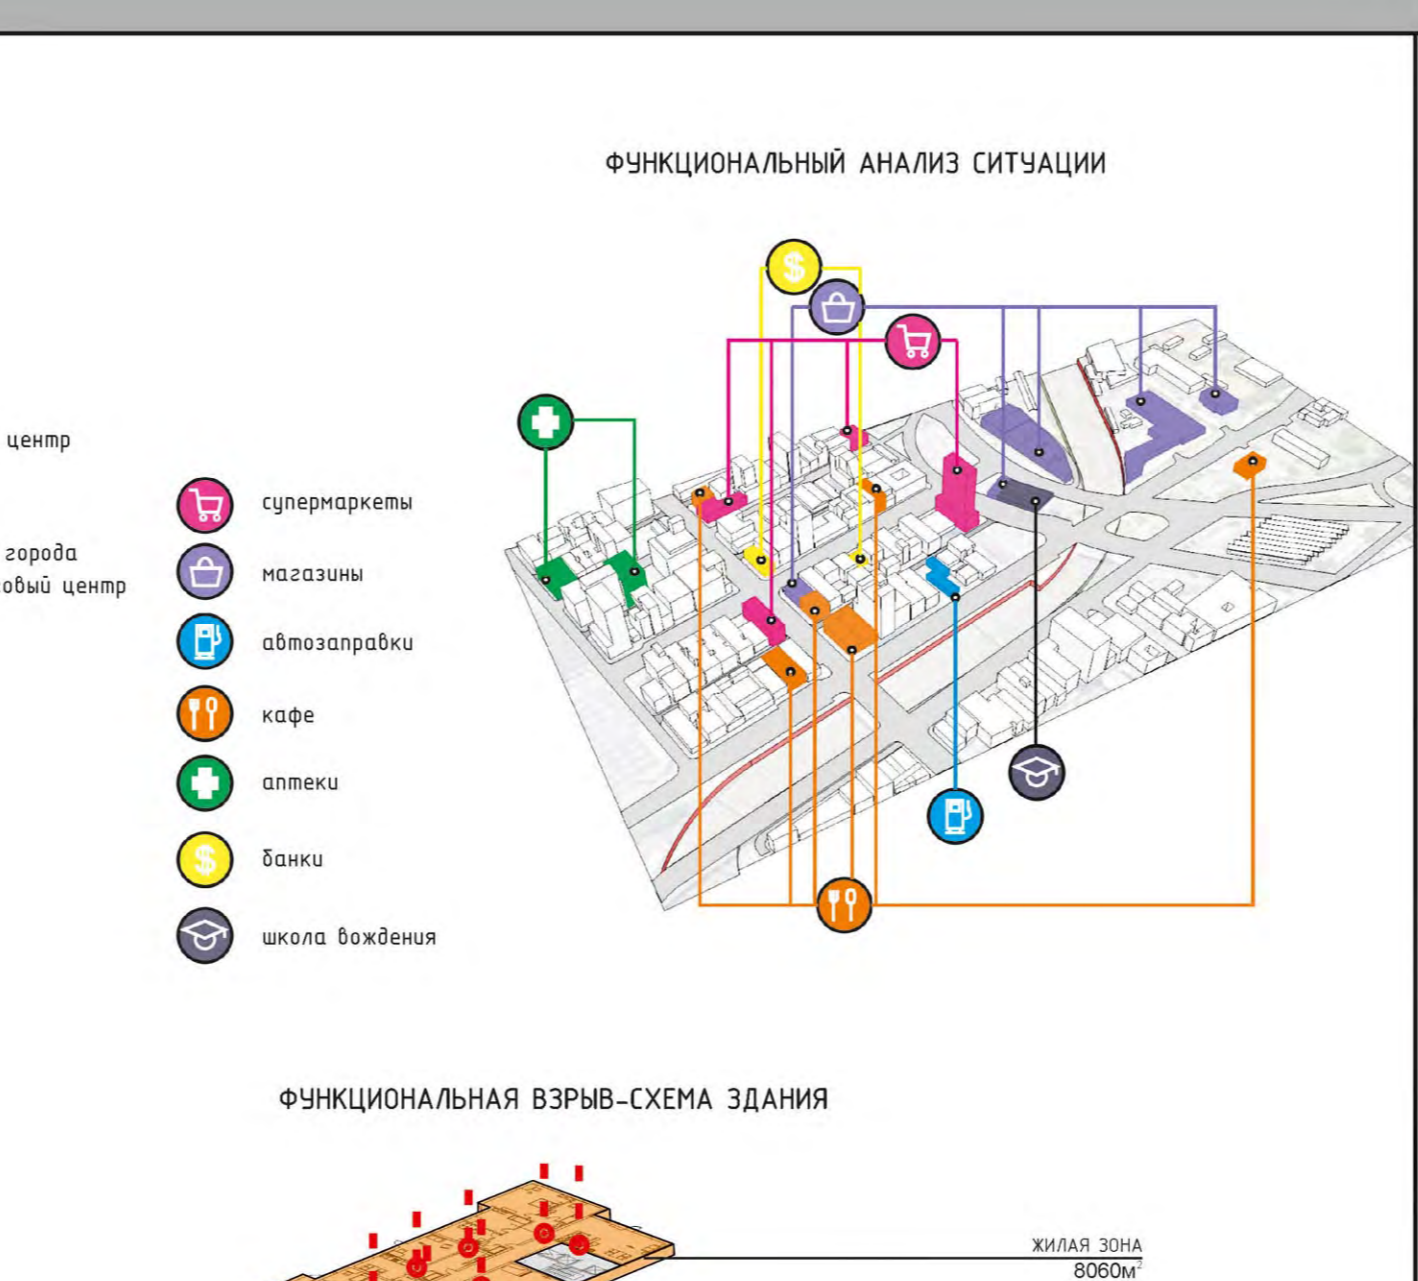 ФУНКЦИОНАЛЬНЫЙ АНАЛИЗ СИТУАЦИИ
центр
города
овый центр
супермаркеты
магазины
автозаправки
кафе
аптеки
банки
школа вождения
ФУНКЦИОНАЛЬНАЯ ВЗРЫВ-СХЕМА ЗДАНИЯ
ЖИЛАЯ ЗОНА
8060м²